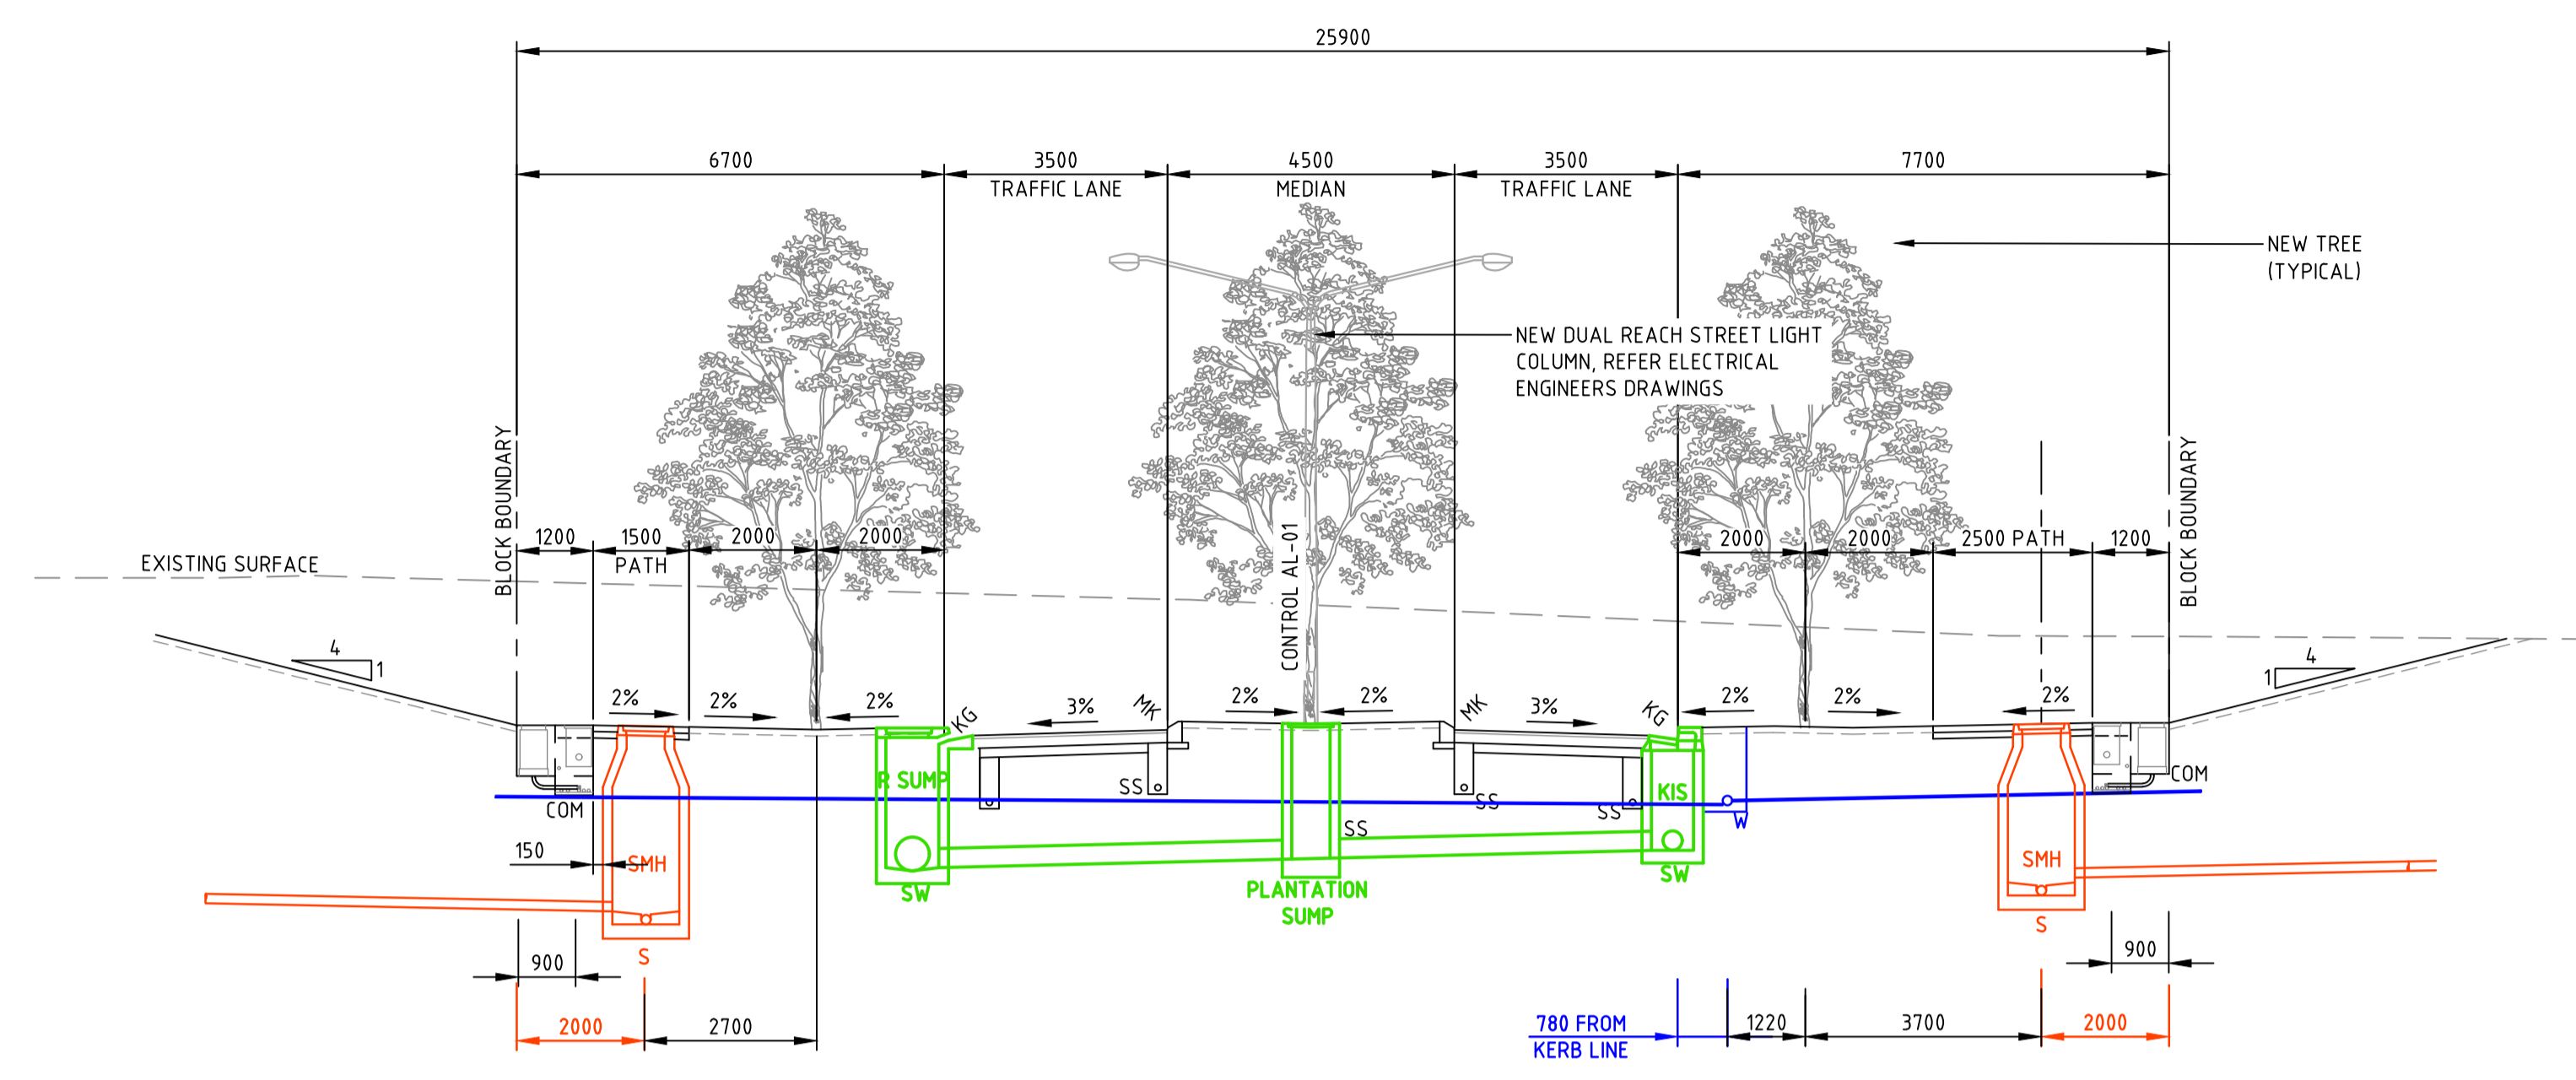 25900
6700
3500
4500
3500
7700
TRAFFIC LANE
MEDIAN
TRAFFIC LANE
NEW TREE
(TYPICAL)
NEW DUAL REACH STREET LIGHT
COLUMN, REFER ELECTRICAL
ENGINEERS DRAWINGS
BLOCK BOUNDARY
CONTROL AL-01
BLOCK BOUNDARY
1200
1500
PATH
2000
2000
2000
2000
2500 PATH
1200
EXISTING SURFACE
4
1
4
1
2%
2%
2%
KG
3%
MK
2%
2%
MK
3%
KG
2%
2%
2%
R SUMP
SS
SS
SS
KIS
COM
COM
W
SS
150
SMH
SMH
SW
SW
PLANTATION
SUMP
S
S
900
900
2000
2700
780 FROM
KERB LINE
1220
3700
2000